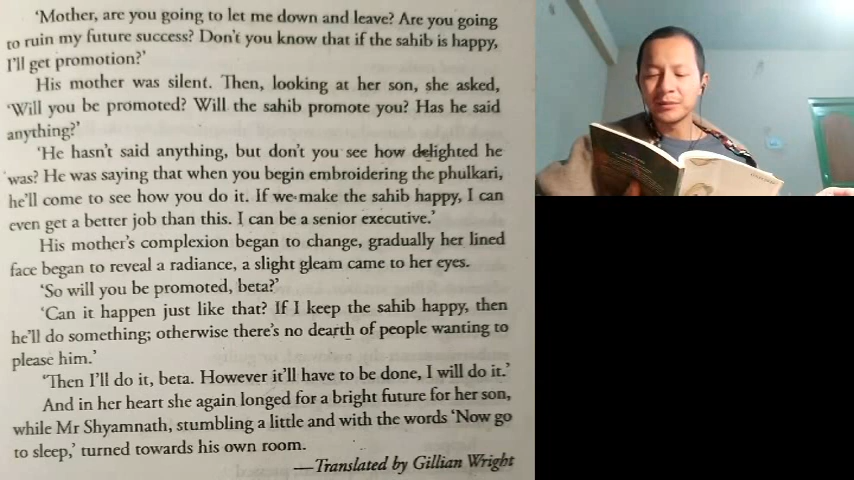 'Mother, are you going to let me down and leave? Are you going
to ruin my future success? Don't you know that if the sahib is happy,
I'll get promotion?'
His mother was silent. Then, looking at her son, she asked,
'Will you be promoted? Will the sahib promote you? Has he said
anything?'
'He hasn't said anything, but don't you see how delighted he
was? He was saying that when you begin embroidering the phulkari,
he'll come to see how you do it. If we make the sahib happy, I can
even get a better job than this. I can be a senior executive.'
His mother's complexion began to change, gradually her lined
face began to reveal a radiance, a slight gleam came to her eyes.
'So will you be promoted, beta?'
'Can it happen just like that? If I keep the sahib happy, then
he'll do something; otherwise there's no dearth of people wanting to
please him.'
'Then I'll do it, beta. However it'll have to be done, I will do it.'
And in her heart she again longed for a bright future for her son,
while Mr Shyamnath, stumbling a little and with the words 'Now go
to sleep,' turned towards his own room.
—Translated by Gillian Wright